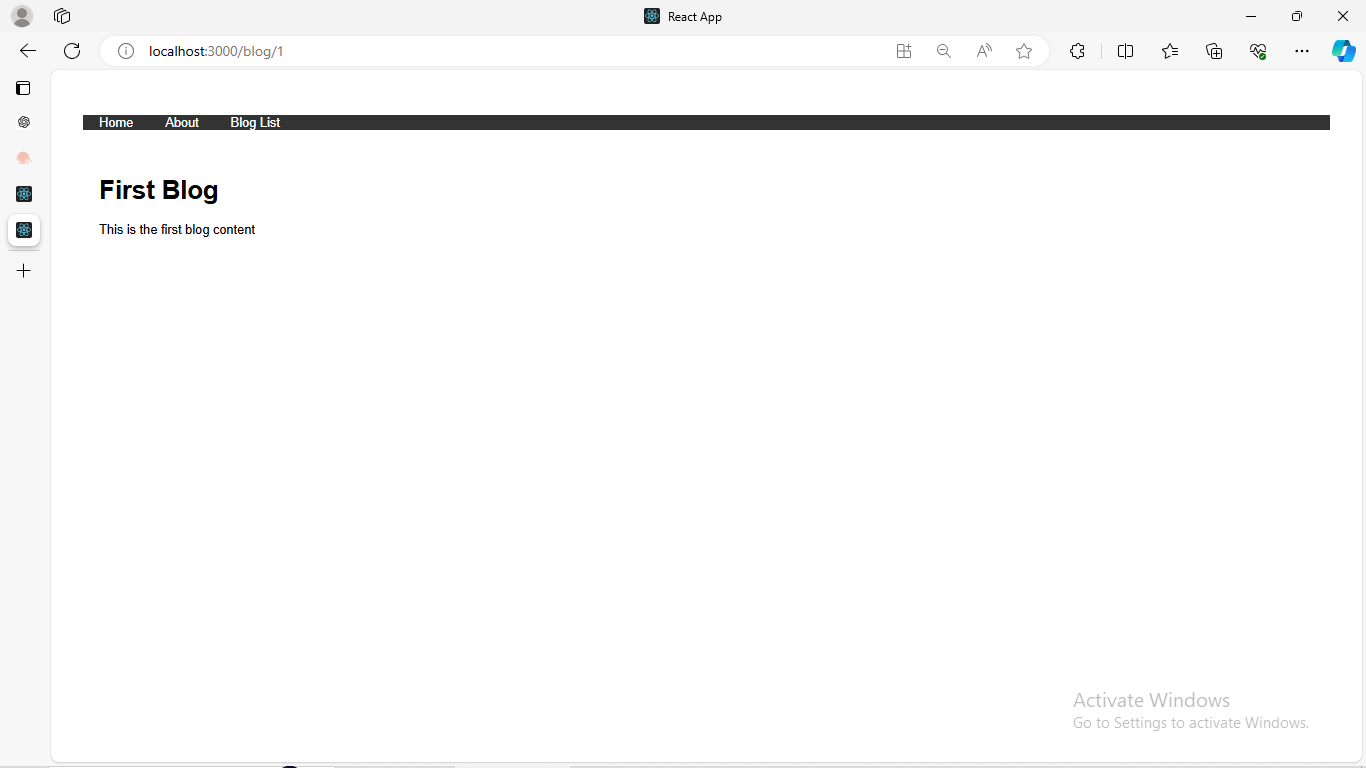 React App
localhost:3000/blog/1
Home About Blog List
First Blog
This is the first blog content
Activate Windows
Go to Settings to activate Windows.